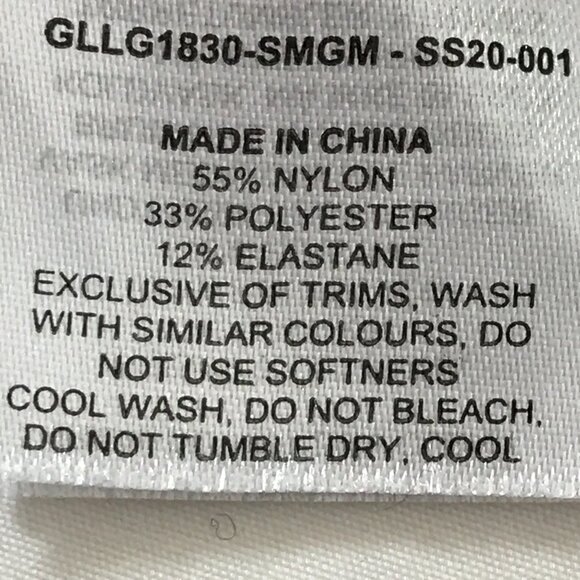 GLLG1830-SMGM - SS20-001
MADE IN CHINA
55% NYLON
33% POLYESTER
12% ELASTANE
EXCLUSIVE OF TRIMS, WASH
WITH SIMILAR COLOURS, DO
NOT USE SOFTNERS
COOL WASH, DO NOT BLEACH,
DO NOT TUMBLE DRY, COOL